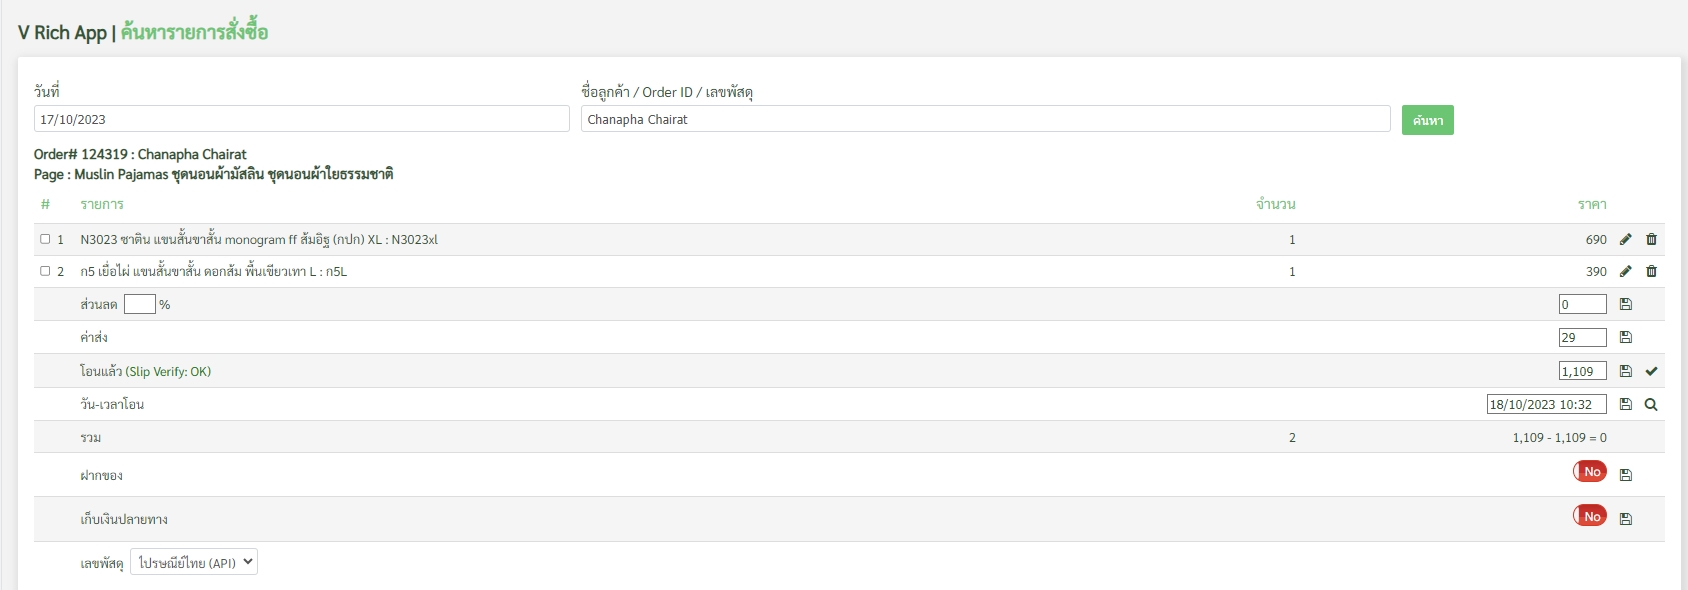 V Rich App | ค้นหารายการสั่งซื้อ
วันที่ ชื่อลูกค้า / Order ID / เลขพัสดุ
17/10/2023 Chanapha Chairat ค้นหา
Order# 124319 : Chanapha Chairat
Page : Muslin Pajamas ชุดนอนผ้ามัสลิน ชุดนอนผ้าใยธรรมชาติ
# รายการ จำนวน ราคา
1 N3023 ซาติน แขนสั้นขาสั้น monogram ff ส้มอิฐ (กปก) XL : N3023xl 1 690
2 ก5 เยื่อไผ่ แขนสั้นขาสั้น ดอกส้ม พื้นเขียวเทา L : ก5L 1 390
ส่วนลด % 0
ค่าส่ง 29
โอนแล้ว (Slip Verify: OK) 1,109
วัน-เวลาโอน 18/10/2023 10:32
รวม 2 1,109 - 1,109 = 0
ฝากของ No
เก็บเงินปลายทาง No
เลขพัสดุ ไปรษณีย์ไทย (API)